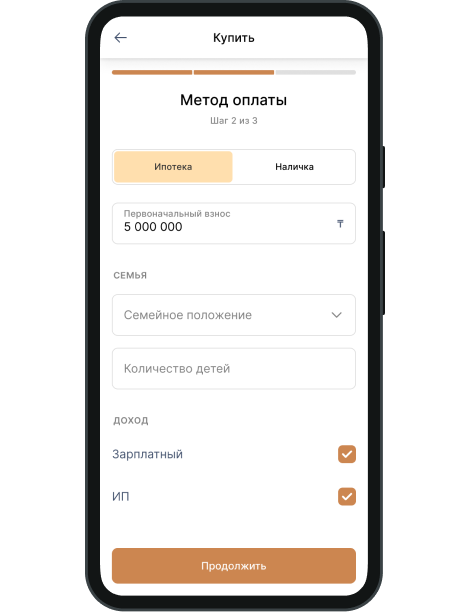 Купить
Метод оплаты
Шаг 2 из 3
Ипотека
Наличка
Первоначальный взнос
5 000 000 ₸
СЕМЬЯ
Семейное положение
Количество детей
ДОХОД
Зарплатный
ИП
Продолжить